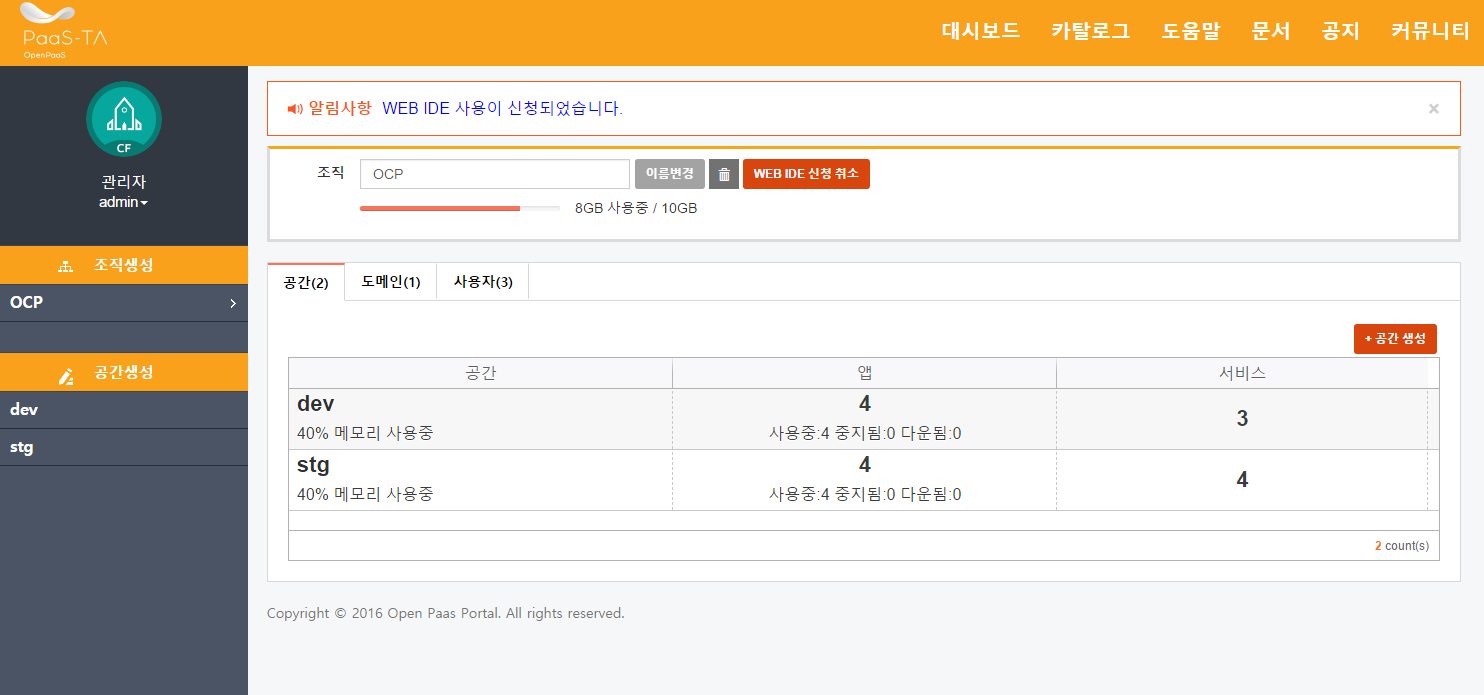 PaaS-TA
OpenPaaS
대시보드 카탈로그 도움말 문서 공지 커뮤니티
CF
관리자
admin
조직생성
OCP
공간생성
dev
stg
알림사항 WEB IDE 사용이 신청되었습니다. ×
조직 OCP 이름변경 WEB IDE 신청 취소
8GB 사용중 / 10GB
공간(2) 도메인(1) 사용자(3)
+ 공간 생성
공간 앱 서비스
dev 4 3
40% 메모리 사용중 사용중:4 중지됨:0 다운됨:0
stg 4 4
40% 메모리 사용중 사용중:4 중지됨:0 다운됨:0
2 count(s)
Copyright © 2016 Open Paas Portal. All rights reserved.